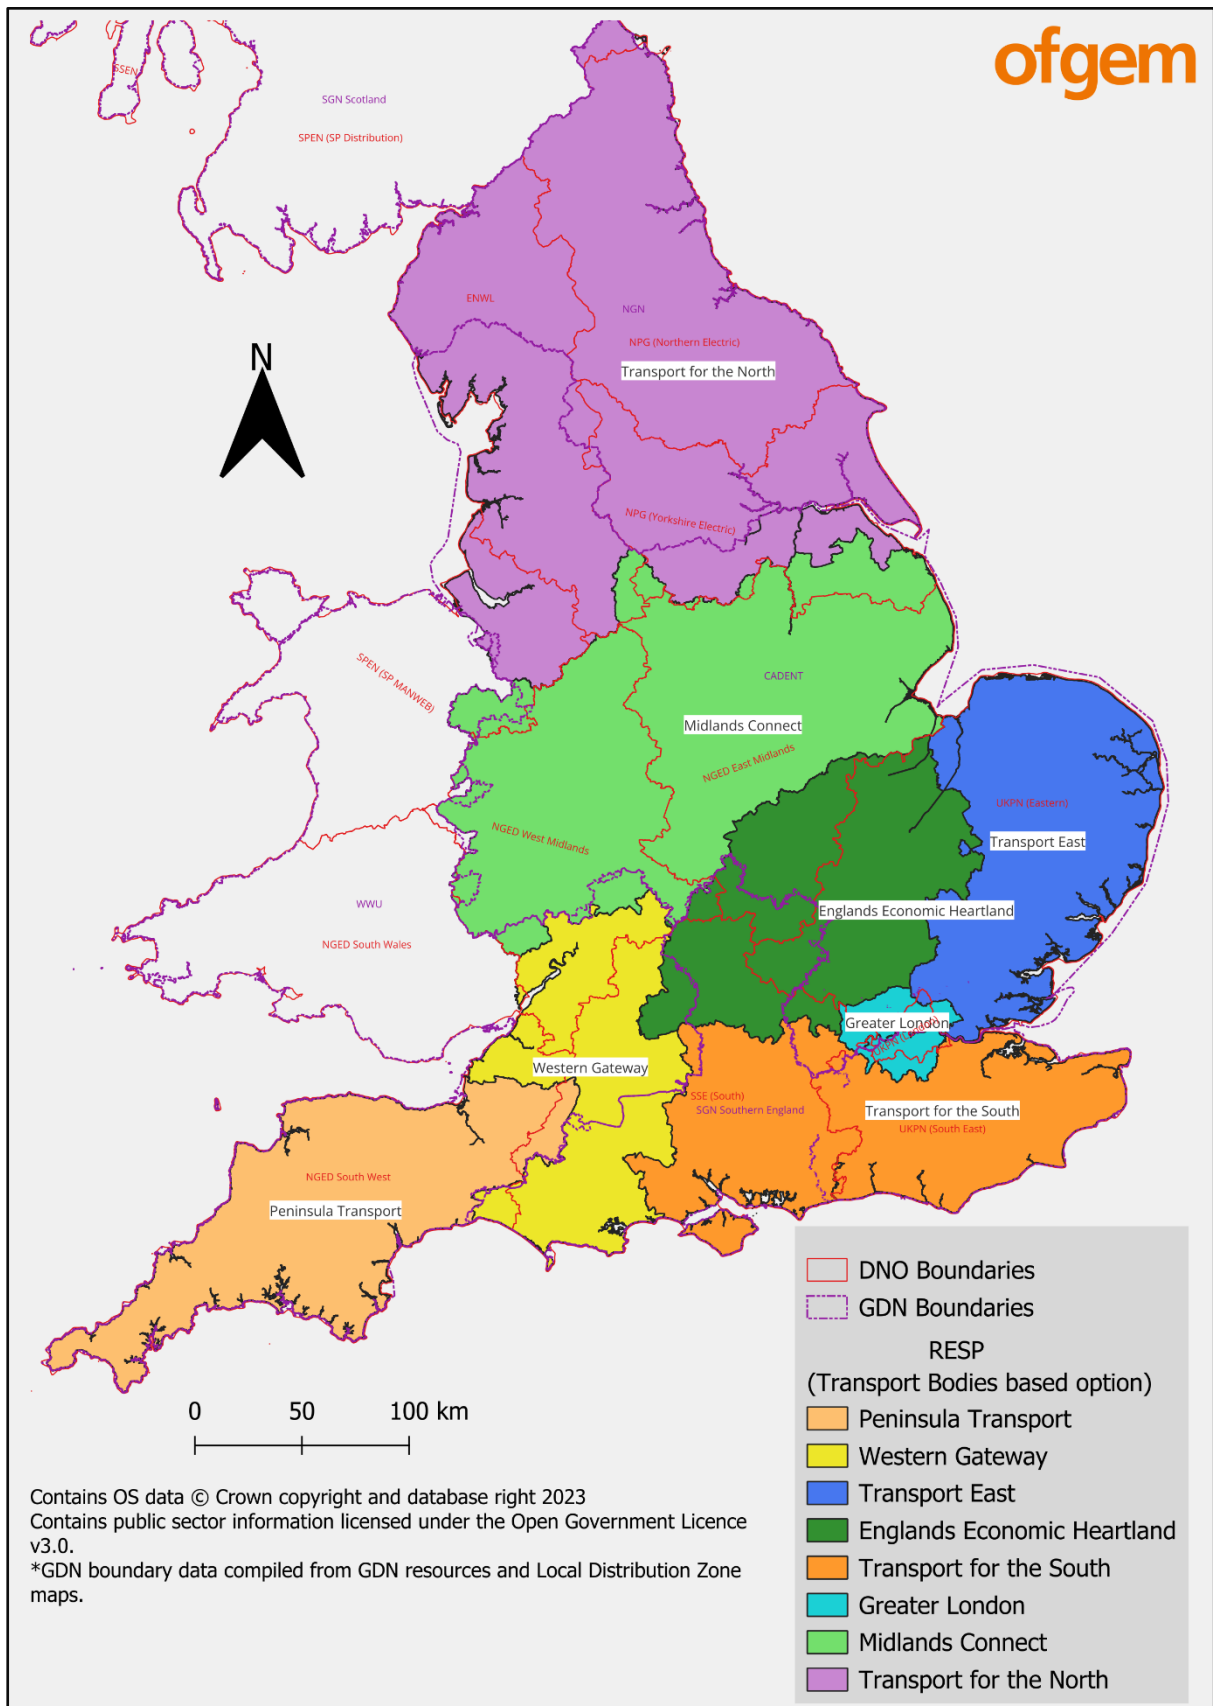 ofgem
SSEN
SGN Scotland
SPEN (SP Distribution)
N
ENWL
NGN
NPG (Northern Electric)
Transport for the North
NPG (Yorkshire Electric)
SPEN (SP MANWEB)
CADENT
Midlands Connect
NGED East Midlands
NGED West Midlands
UKPN (Eastern)
Transport East
WWU
Englands Economic Heartland
NGED South Wales
Greater London
UKPN (London)
Western Gateway
SSE (South)
SGN Southern England
Transport for the South
UKPN (South East)
NGED South West
Peninsula Transport
0 50 100 km
Contains OS data © Crown copyright and database right 2023
Contains public sector information licensed under the Open Government Licence
v3.0.
*GDN boundary data compiled from GDN resources and Local Distribution Zone
maps.
DNO Boundaries
GDN Boundaries
RESP
(Transport Bodies based option)
Peninsula Transport
Western Gateway
Transport East
Englands Economic Heartland
Transport for the South
Greater London
Midlands Connect
Transport for the North